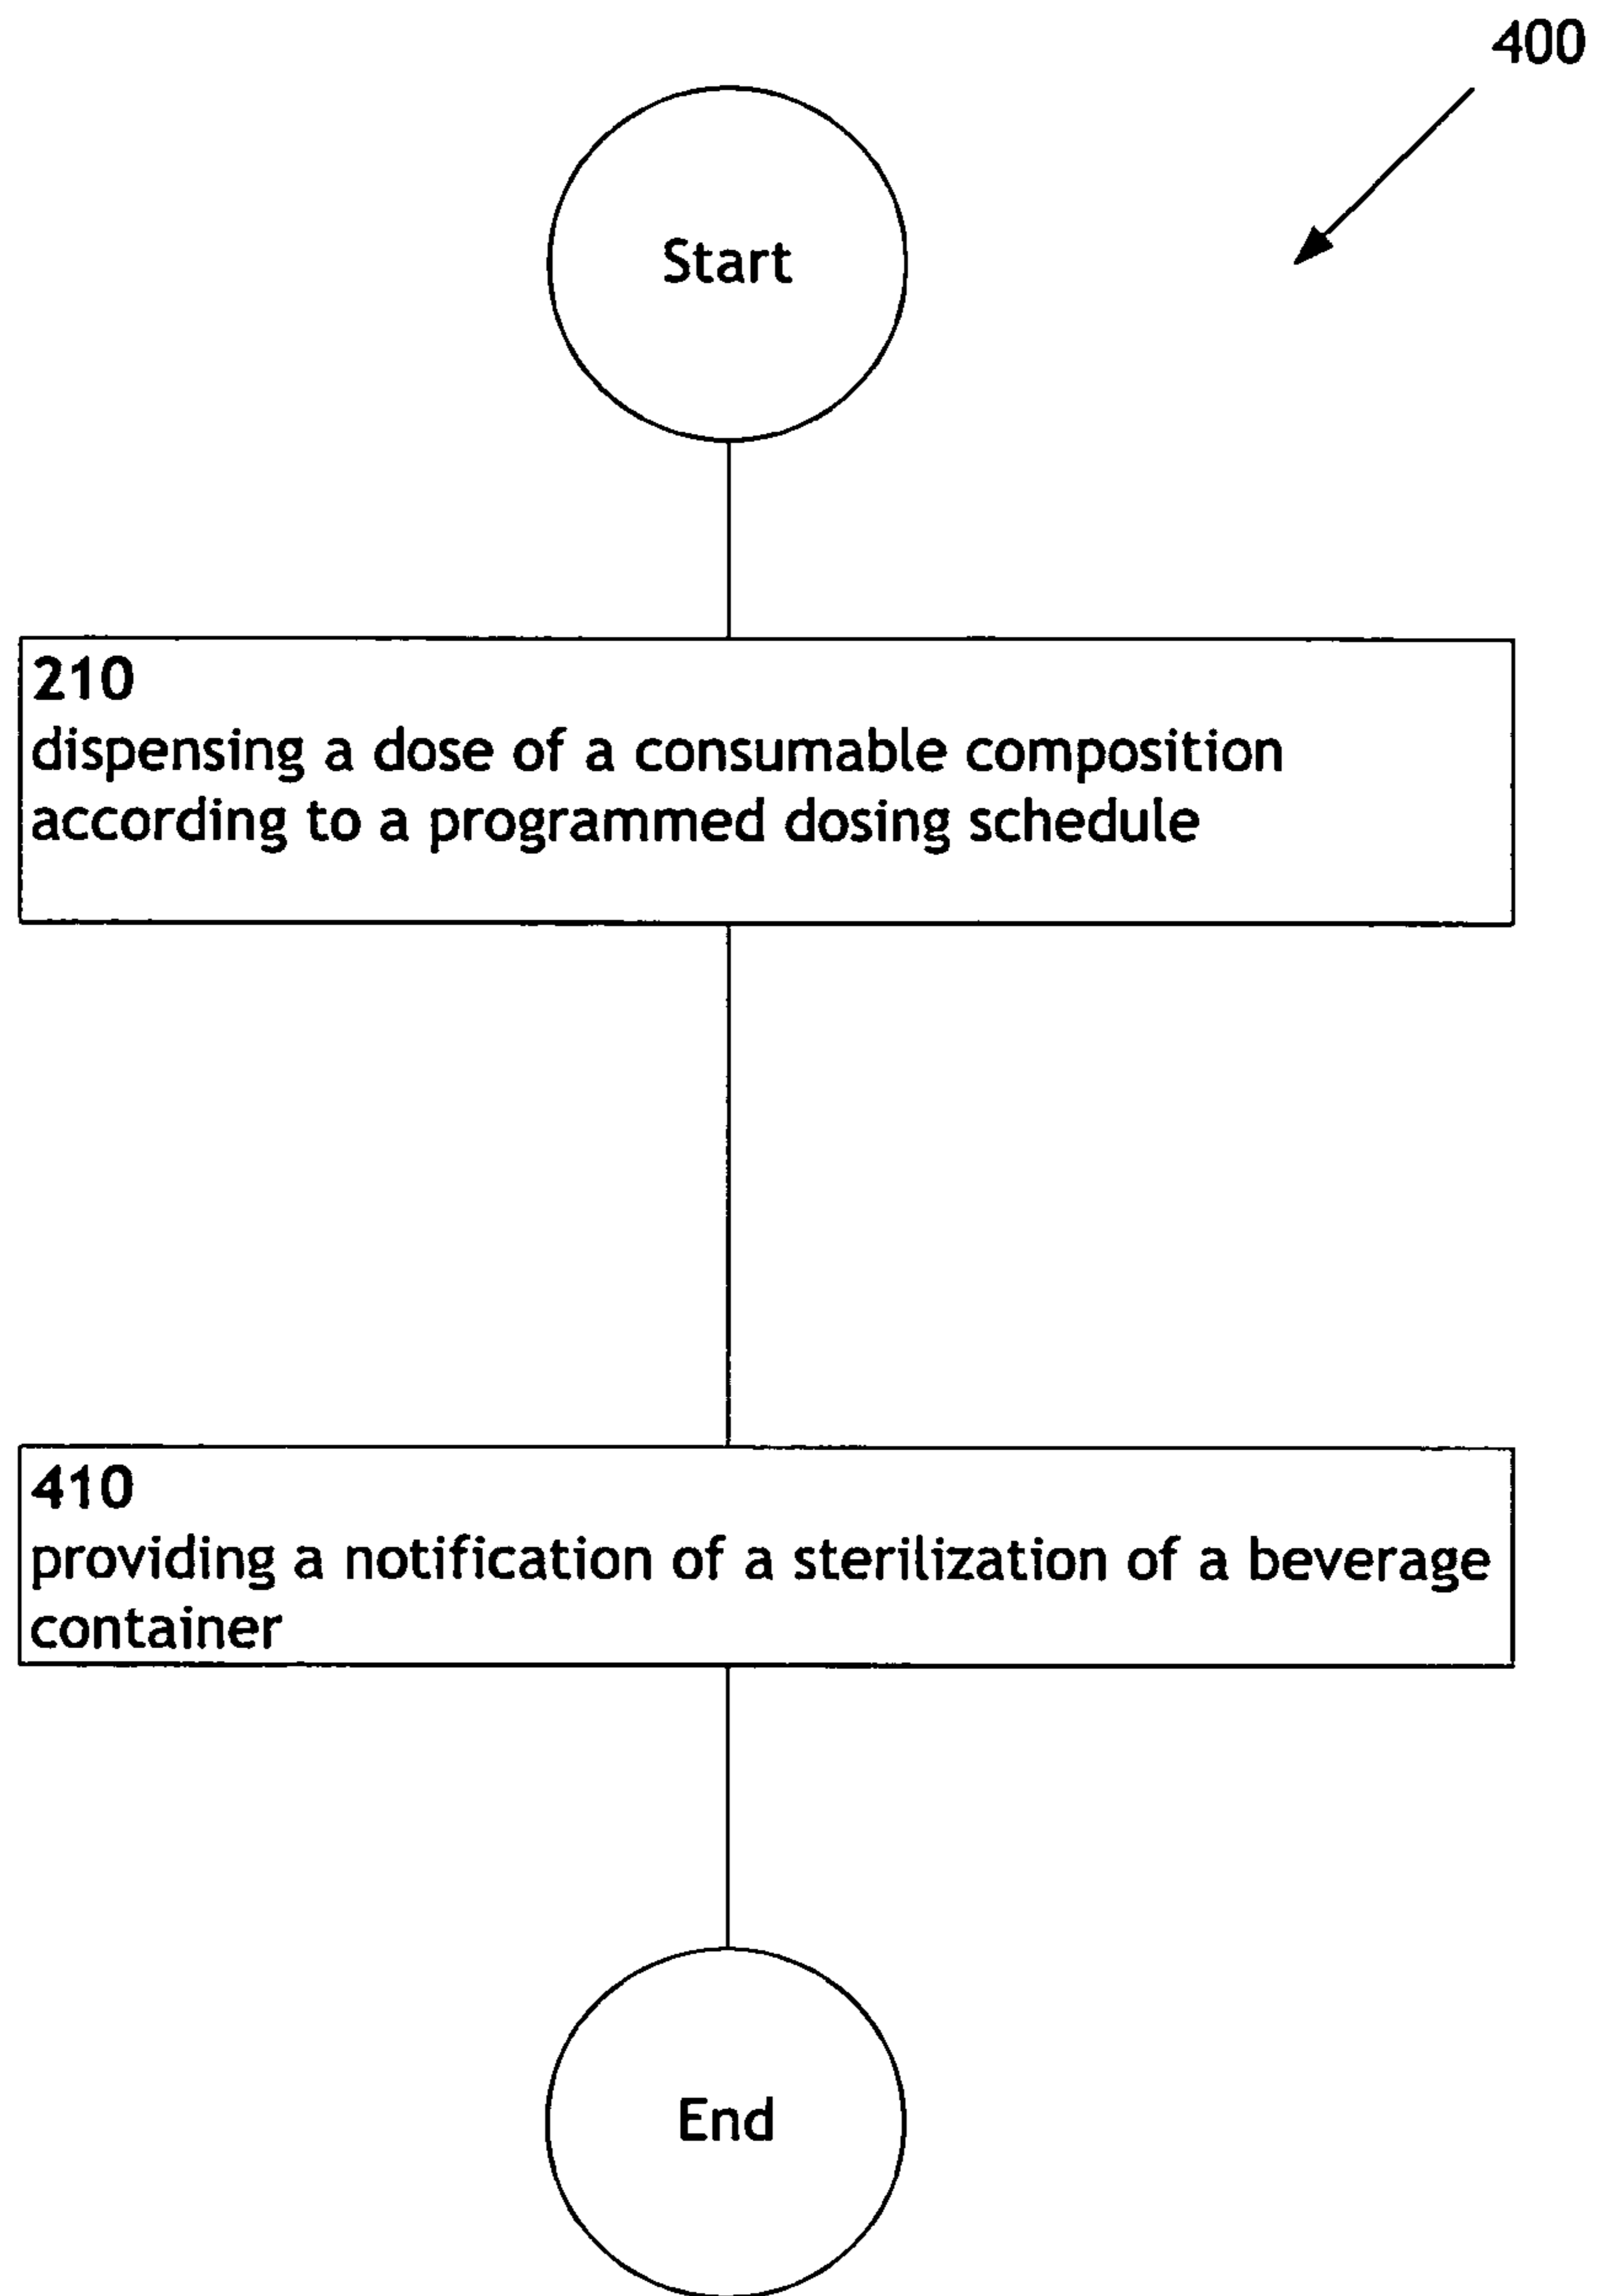 400
Start
210
dispensing a dose of a consumable composition
according to a programmed dosing schedule
410
providing a notification of a sterilization of a beverage
container
End